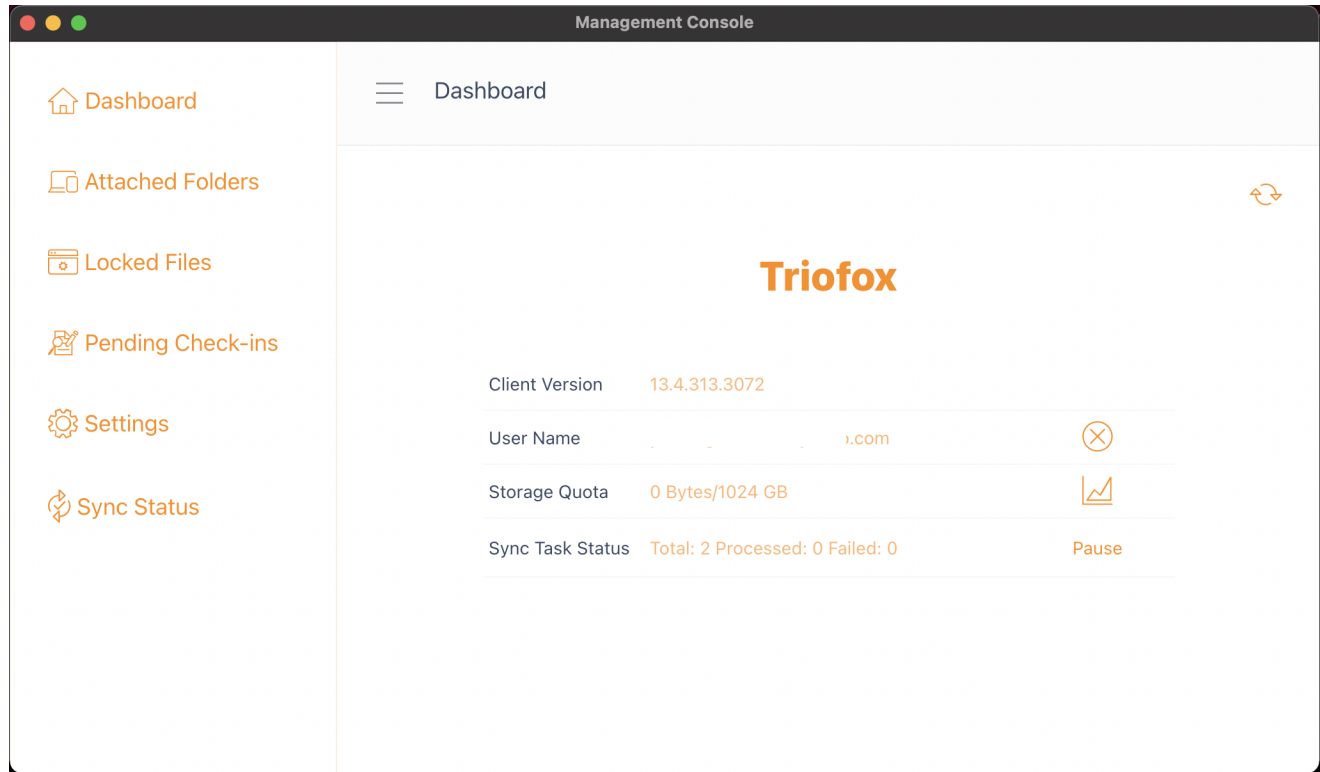 Management Console
Dashboard
Attached Folders
Locked Files
Pending Check-ins
Settings
Sync Status
Dashboard
Triofox
Client Version 13.4.313.3072
User Name .com
Storage Quota 0 Bytes/1024 GB
Sync Task Status Total: 2 Processed: 0 Failed: 0 Pause